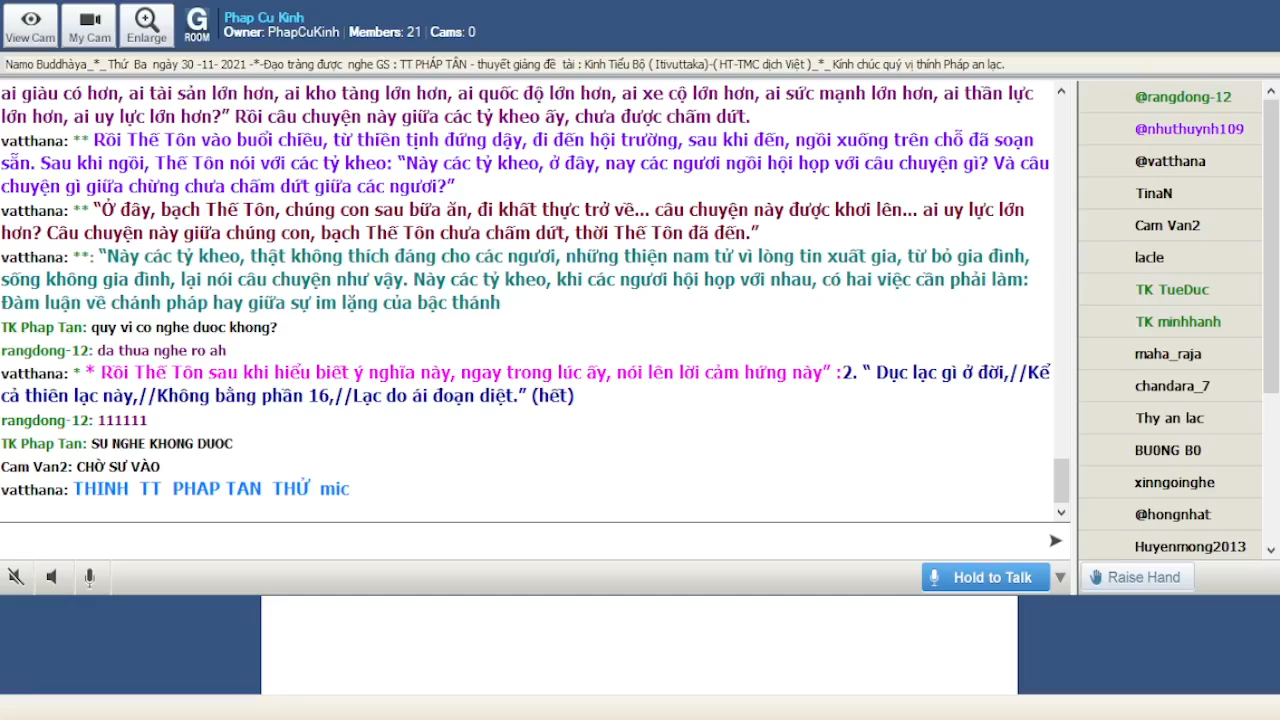 View Cam
My Cam
Enlarge
G
ROOM
Phap Cu Kinh
Owner: PhapCuKinh | Members: 21 | Cams: 0
Namo Buddhàya_*_Thứ Ba ngày 30 -11- 2021 -*-Đạo tràng được nghe GS : TT PHÁP TÂN - thuyết giảng đề tài : Kinh Tiểu Bộ ( Itivuttaka)-( HT-TMC dịch Việt )_*_ Kính chúc quý vị thính Pháp an lạc.
ai giàu có hơn, ai tài sản lớn hơn, ai kho tàng lớn hơn, ai quốc độ lớn hơn, ai xe cộ lớn hơn, ai sức mạnh lớn hơn, ai thần lực
lớn hơn, ai uy lực lớn hơn?” Rồi câu chuyện này giữa các tỷ kheo ấy, chưa được chấm dứt.
vatthana: ** Rồi Thế Tôn vào buổi chiều, từ thiền tịnh đứng dậy, đi đến hội trường, sau khi đến, ngồi xuống trên chỗ đã soạn
sẵn. Sau khi ngồi, Thế Tôn nói với các tỷ kheo: “Này các tỷ kheo, ở đây, nay các ngươi ngồi hội họp với câu chuyện gì? Và câu
chuyện gì giữa chừng chưa chấm dứt giữa các ngươi?”
vatthana: ** “Ở đây, bạch Thế Tôn, chúng con sau bữa ăn, đi khất thực trở về... câu chuyện này được khơi lên... ai uy lực lớn
hơn? Câu chuyện này giữa chúng con, bạch Thế Tôn chưa chấm dứt, thời Thế Tôn đã đến.”
vatthana: **: “Này các tỷ kheo, thật không thích đáng cho các ngươi, những thiện nam tử vì lòng tin xuất gia, từ bỏ gia đình,
sống không gia đình, lại nói câu chuyện như vậy. Này các tỷ kheo, khi các ngươi hội họp với nhau, có hai việc cần phải làm:
Đàm luận về chánh pháp hay giữa sự im lặng của bậc thánh
TK Phap Tan: quy vi co nghe duoc khong?
rangdong-12: da thua nghe ro ah
vatthana: * * Rồi Thế Tôn sau khi hiểu biết ý nghĩa này, ngay trong lúc ấy, nói lên lời cảm hứng này” :2. “ Dục lạc gì ở đời,//Kể
cả thiên lạc này,//Không bằng phần 16,//Lạc do ái đoạn diệt.” (hết)
rangdong-12: 111111
TK Phap Tan: SU NGHE KHONG DUOC
Cam Van2: CHỜ SƯ VÀO
vatthana: THINH TT PHAP TAN THỬ mic
Hold to Talk
@rangdong-12
@nhuthuynh109
@vatthana
TinaN
Cam Van2
lacle
TK TueDuc
TK minhhanh
maha_raja
chandara_7
Thy an lac
BU0NG B0
xinngoinghe
@hongnhat
Huyenmong2013
Raise Hand